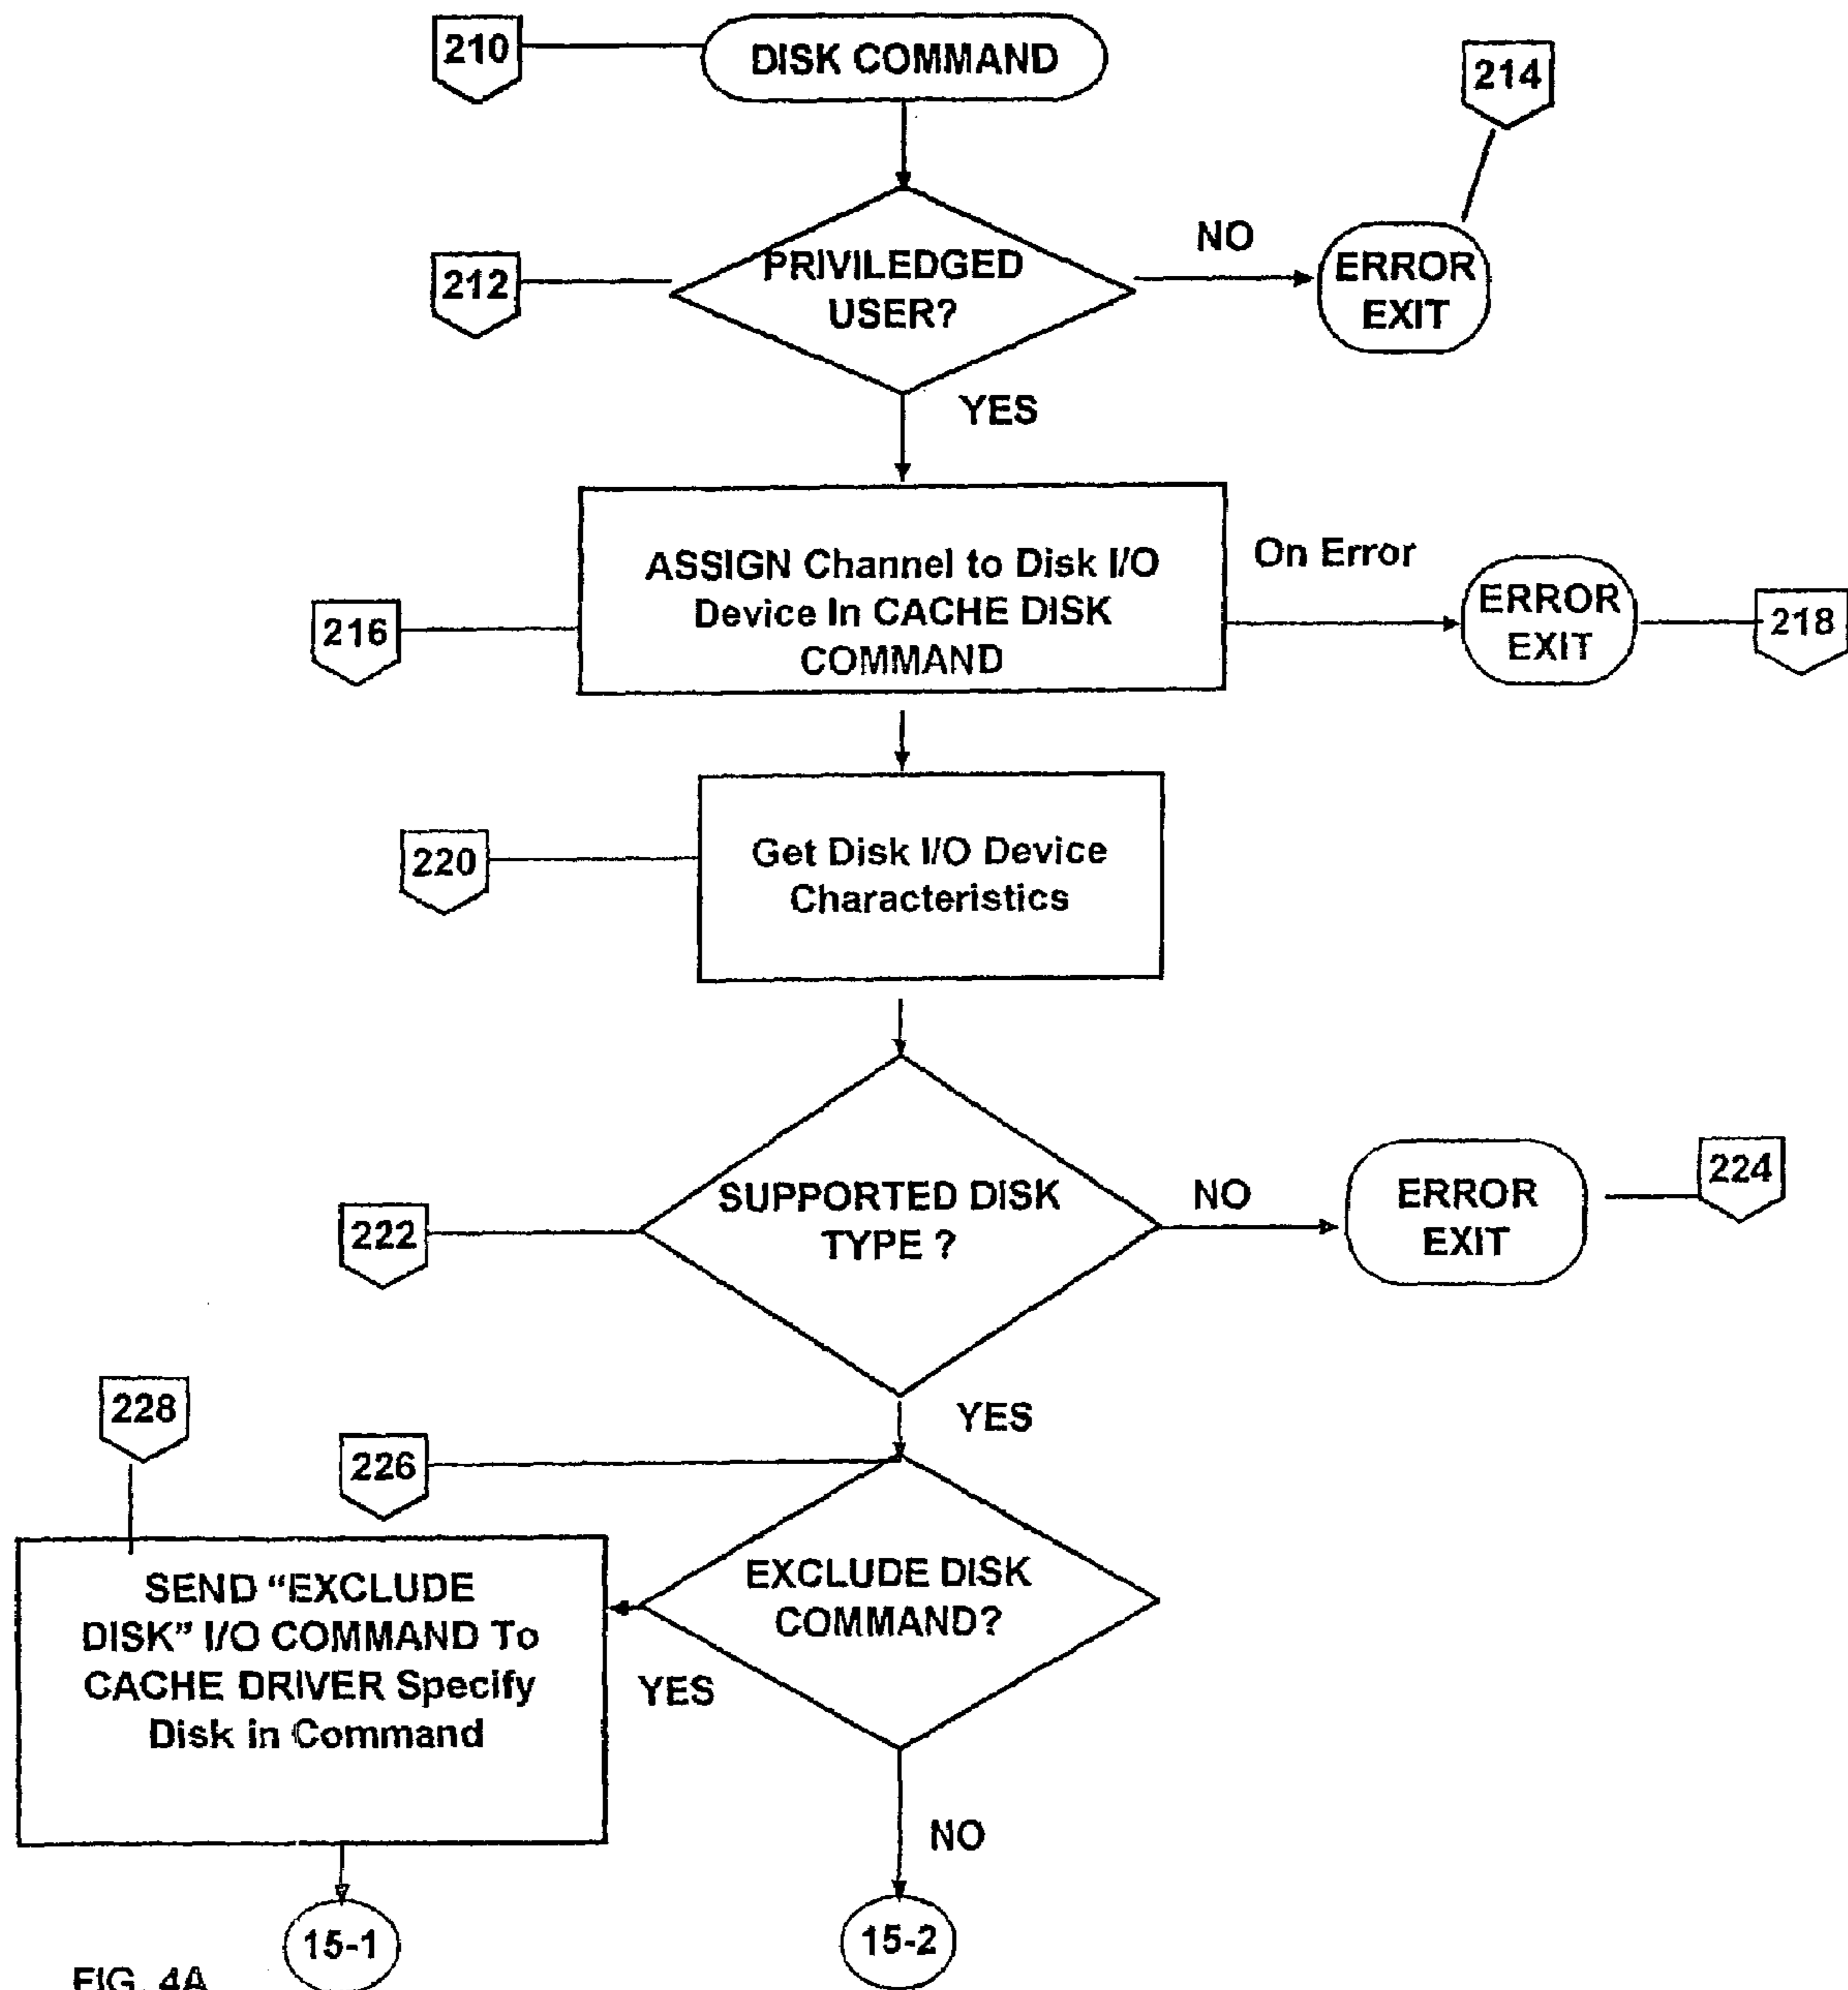 210
DISK COMMAND
214
212
PRIVILEDGED
USER?
NO
ERROR
EXIT
YES
216
ASSIGN Channel to Disk I/O
Device In CACHE DISK
COMMAND
On Error
ERROR
EXIT
218
220
Get Disk I/O Device
Characteristics
222
SUPPORTED DISK
TYPE ?
NO
ERROR
EXIT
224
YES
228
226
SEND “EXCLUDE
DISK” I/O COMMAND To
CACHE DRIVER Specify
Disk in Command
YES
EXCLUDE DISK
COMMAND?
NO
15-1
15-2
FIG. 4A